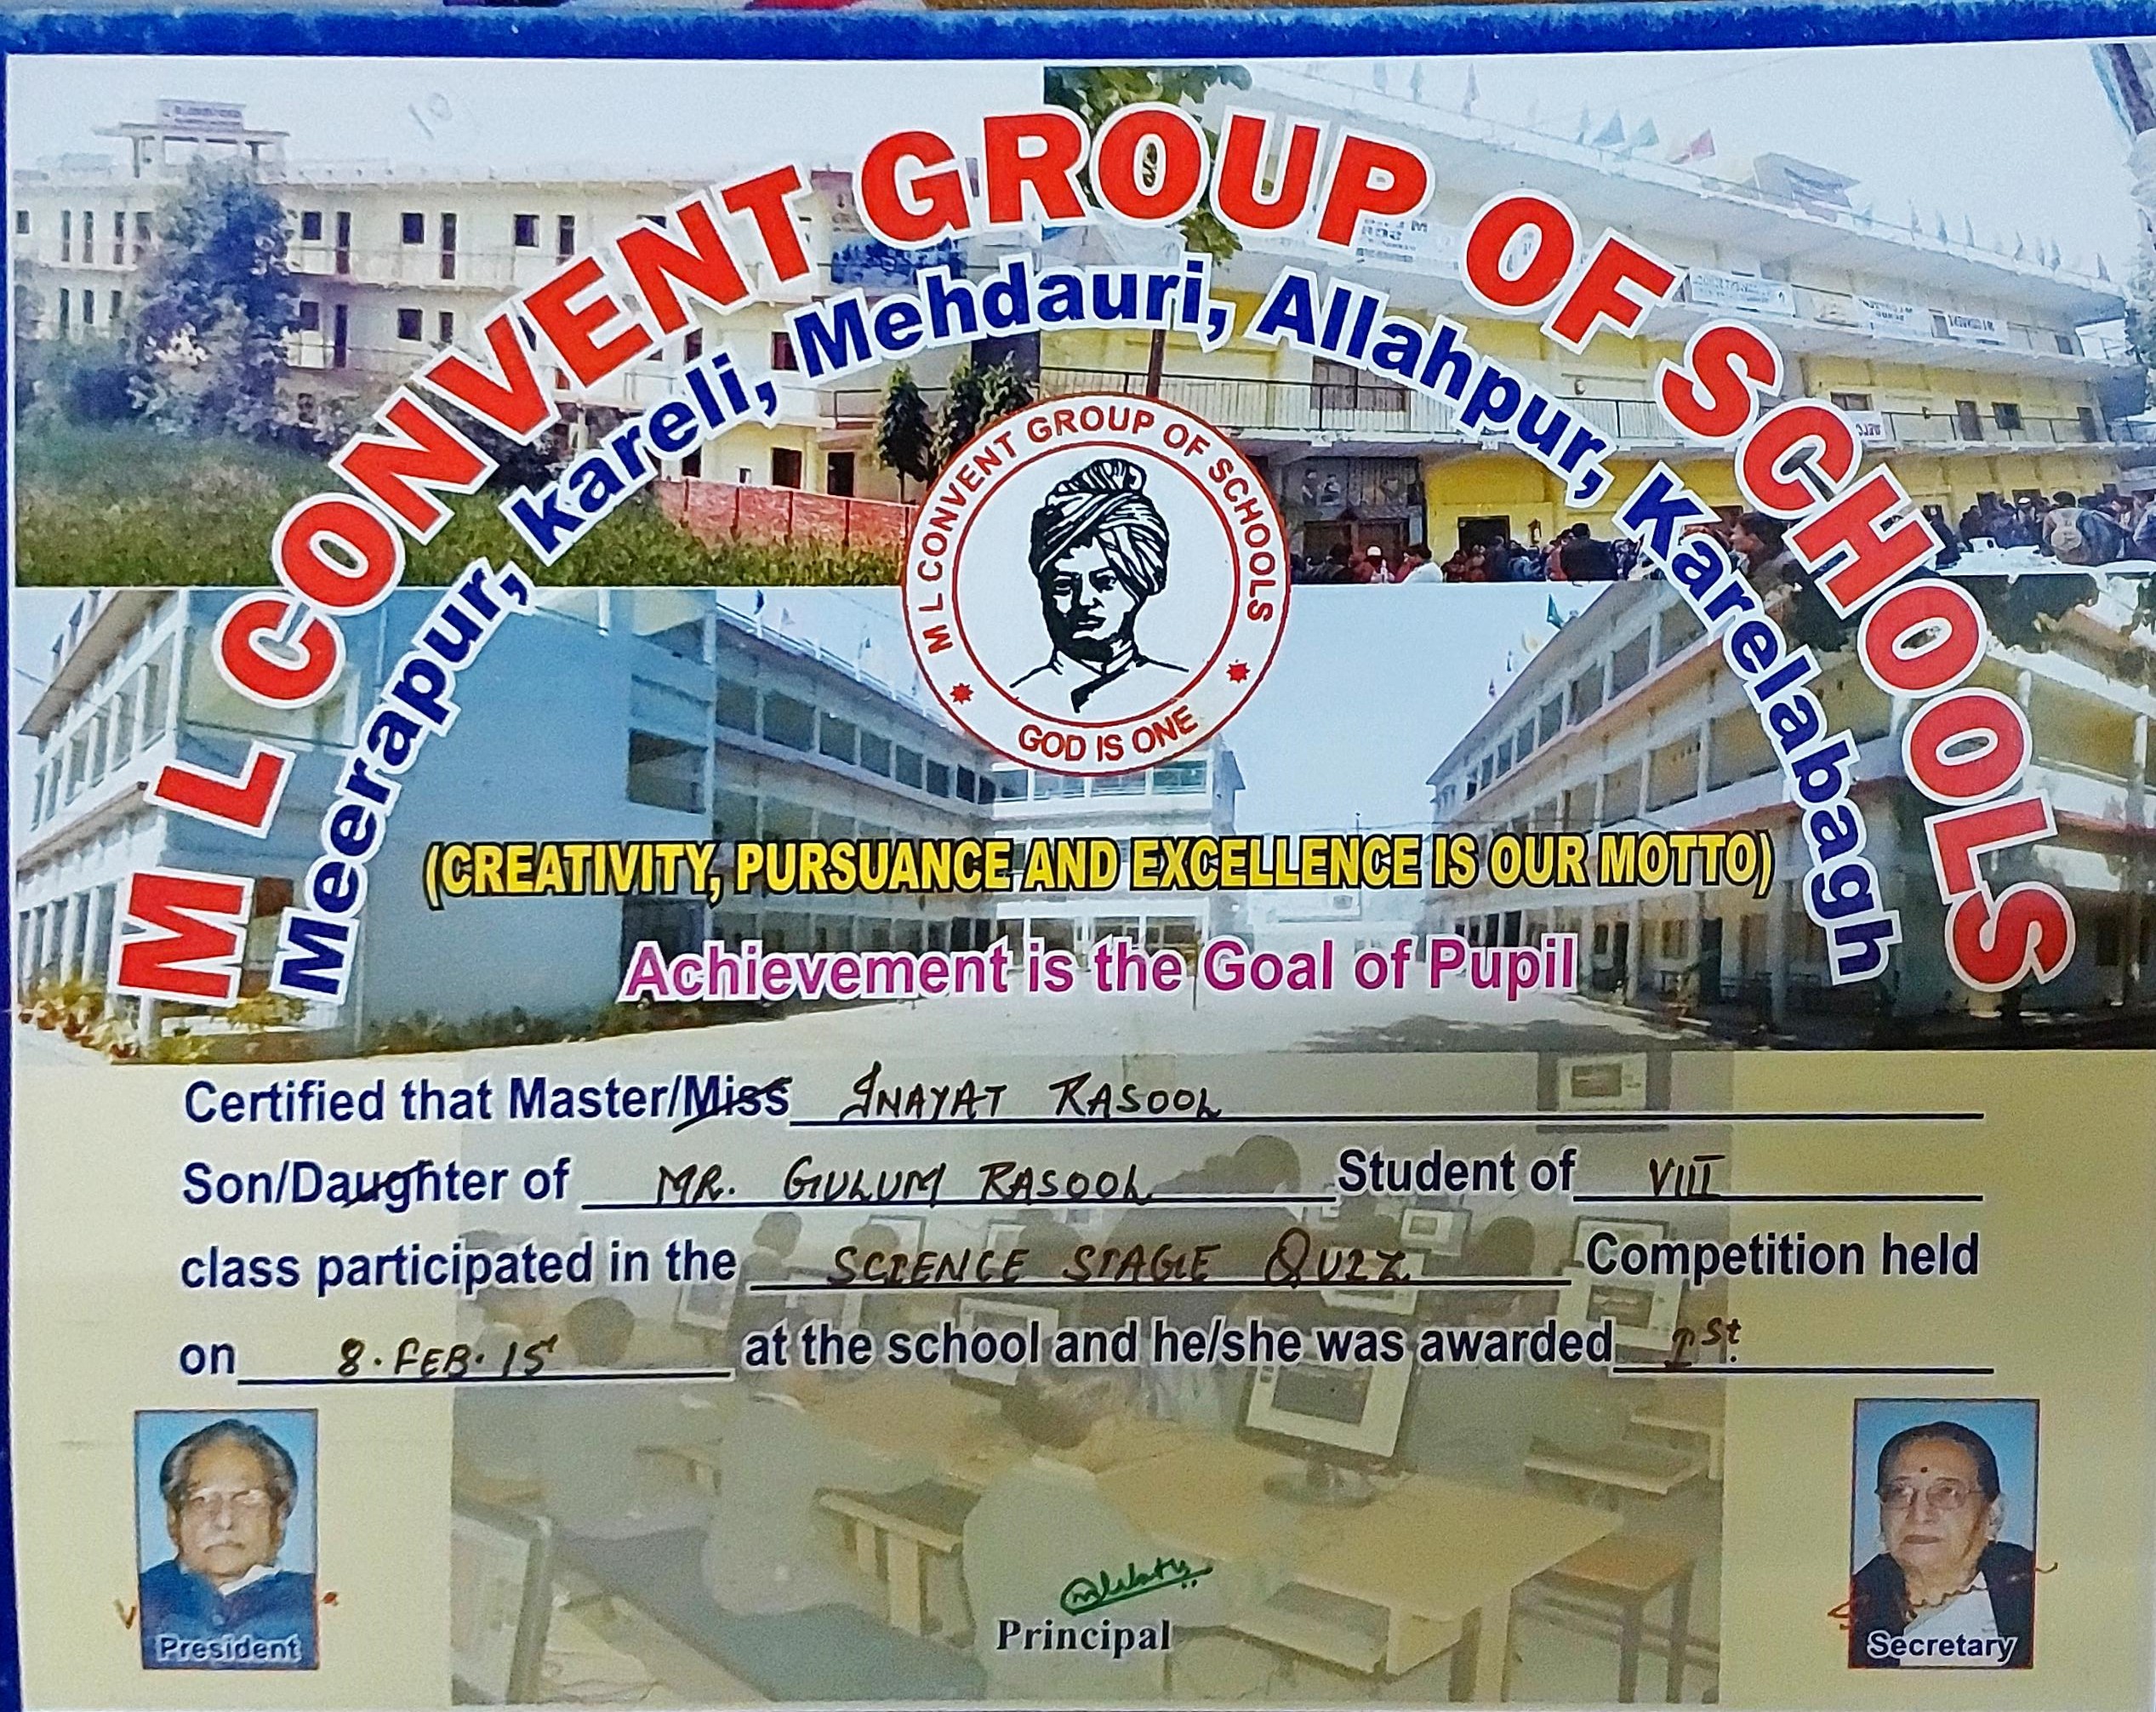 M L CONVENT GROUP OF SCHOOLS
Meerapur, kareli, Mehdauri, Allahpur, Karelabagh
M L CONVENT GROUP OF SCHOOLS
GOD IS ONE
(CREATIVITY, PURSUANCE AND EXCELLENCE IS OUR MOTTO)
Achievement is the Goal of Pupil
Certified that Master/Miss INAYAT RASOOL
Son/Daughter of MR. GULUM RASOOL Student of VIII
class participated in the SCIENCE STAGE QUIZ Competition held
on 8.FEB.15 at the school and he/she was awarded Ist.
President
Principal
Secretary